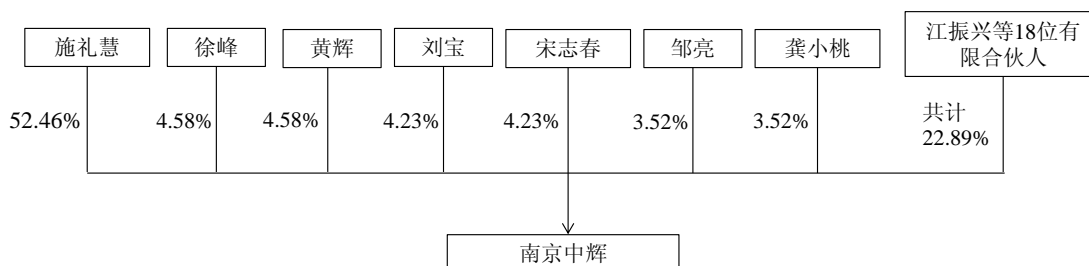 施礼慧
徐峰
黄辉
刘宝
宋志春
邹亮
龚小桃
江振兴等18位有
限合伙人
52.46%
4.58%
4.58%
4.23%
4.23%
3.52%
3.52%
共计
22.89%
南京中辉